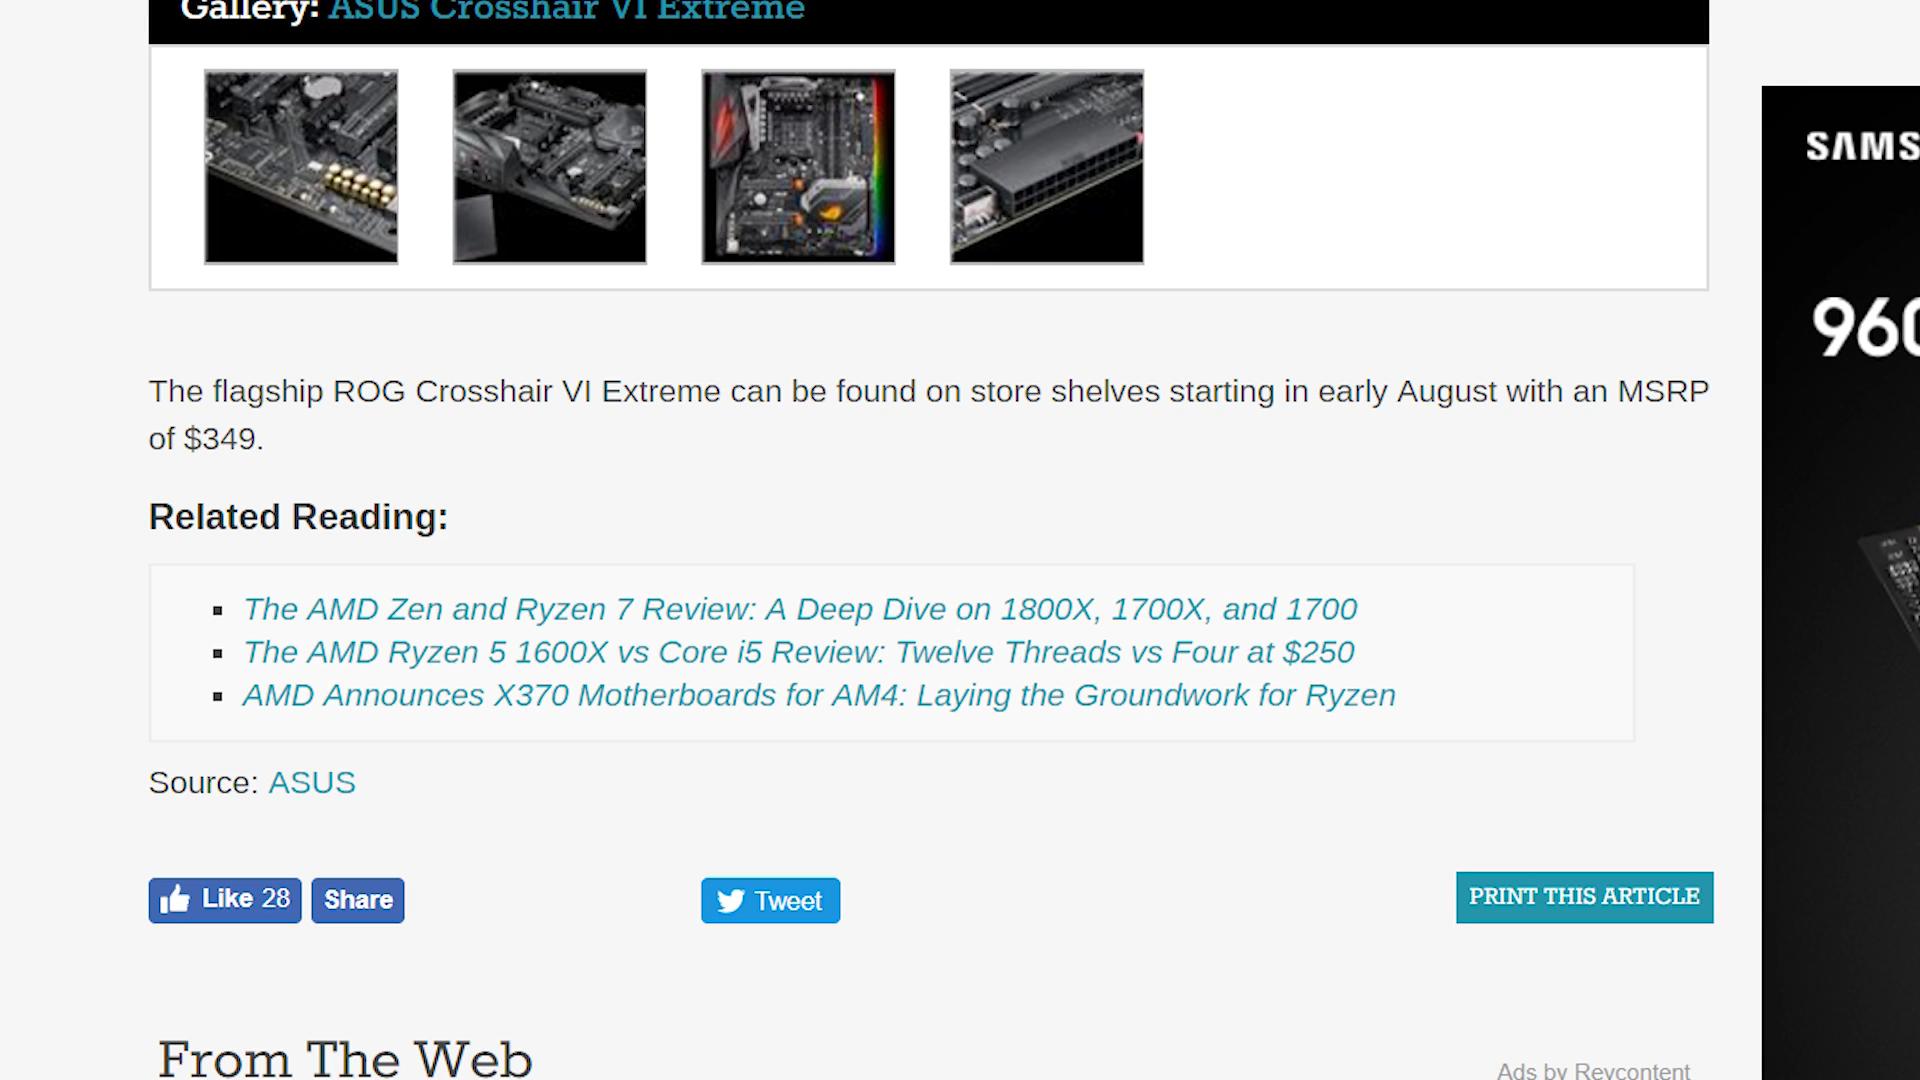 Gallery: ASUS Crosshair VI Extreme
SAMS
960
The flagship ROG Crosshair VI Extreme can be found on store shelves starting in early August with an MSRP
of $349.
Related Reading:
The AMD Zen and Ryzen 7 Review: A Deep Dive on 1800X, 1700X, and 1700
The AMD Ryzen 5 1600X vs Core i5 Review: Twelve Threads vs Four at $250
AMD Announces X370 Motherboards for AM4: Laying the Groundwork for Ryzen
Source: ASUS
Like 28 Share Tweet PRINT THIS ARTICLE
From The Web
Ads by Revcontent